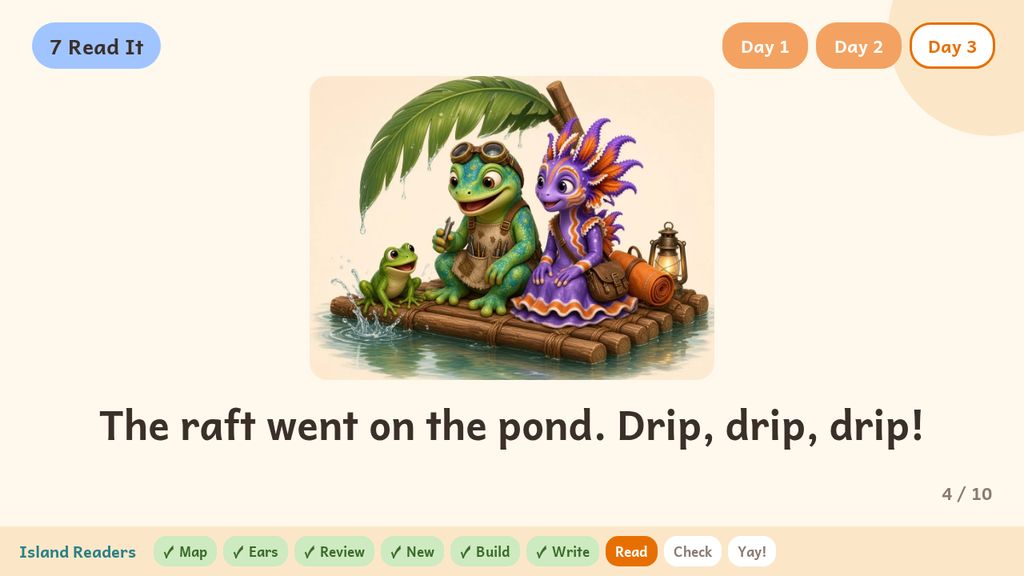 7 Read It
Day 1
Day 2
Day 3
The raft went on the pond. Drip, drip, drip!
4 / 10
Island Readers
✓ Map
✓ Ears
✓ Review
✓ New
✓ Build
✓ Write
Read
Check
Yay!